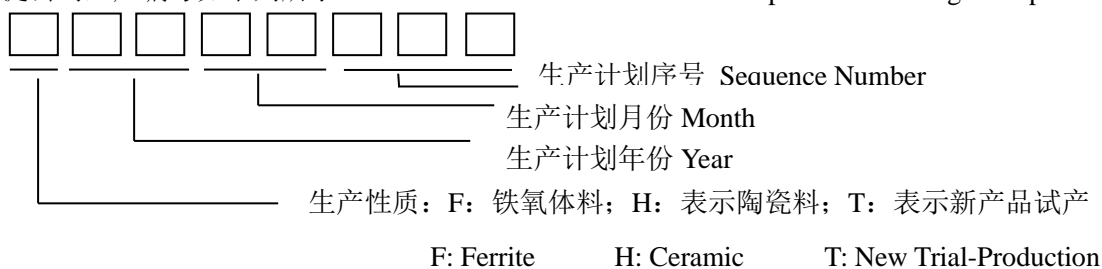 生产计划序号 Sequence Number
生产计划月份 Month
生产计划年份 Year
生产性质：F：铁氧体料；H：表示陶瓷料；T：表示新产品试产
F: Ferrite H: Ceramic T: New Trial-Production